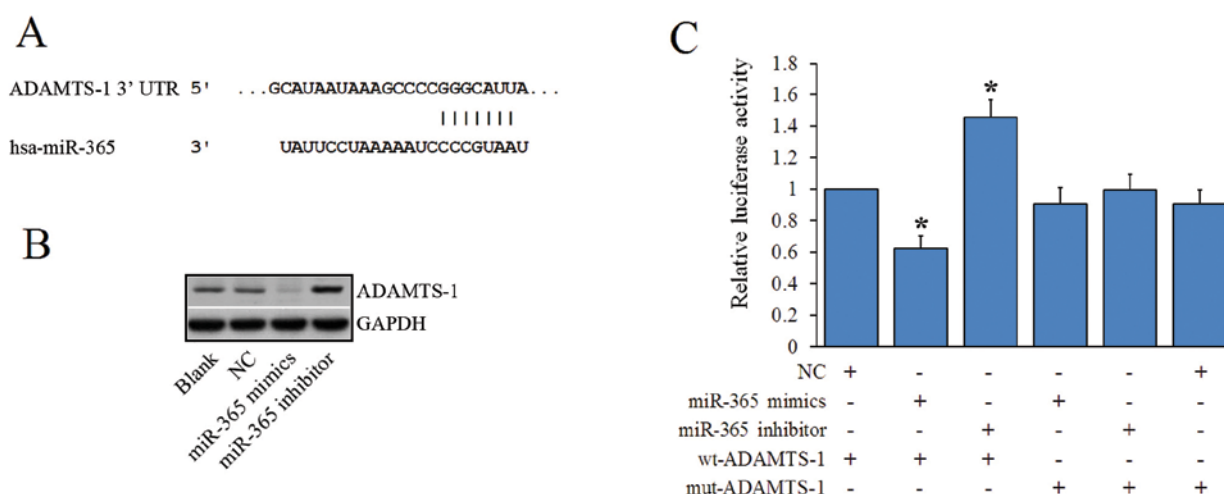 A
ADAMTS-1 3' UTR 5' ...GCAUAAUAAAGCCCCGGGCAUUA...
| | | | | | |
hsa-miR-365 3' UAUUCCUAAAAAUCCCCGUAAU
B
ADAMTS-1
GAPDH
Blank
NC
miR-365 mimics
miR-365 inhibitor
C
Relative luciferase activity
2
1.8
1.6
1.4
1.2
1
0.8
0.6
0.4
0.2
0
* *
NC + - - - - +
miR-365 mimics - + - + - -
miR-365 inhibitor - - + - + -
wt-ADAMTS-1 + + + - - -
mut-ADAMTS-1 - - - + + +